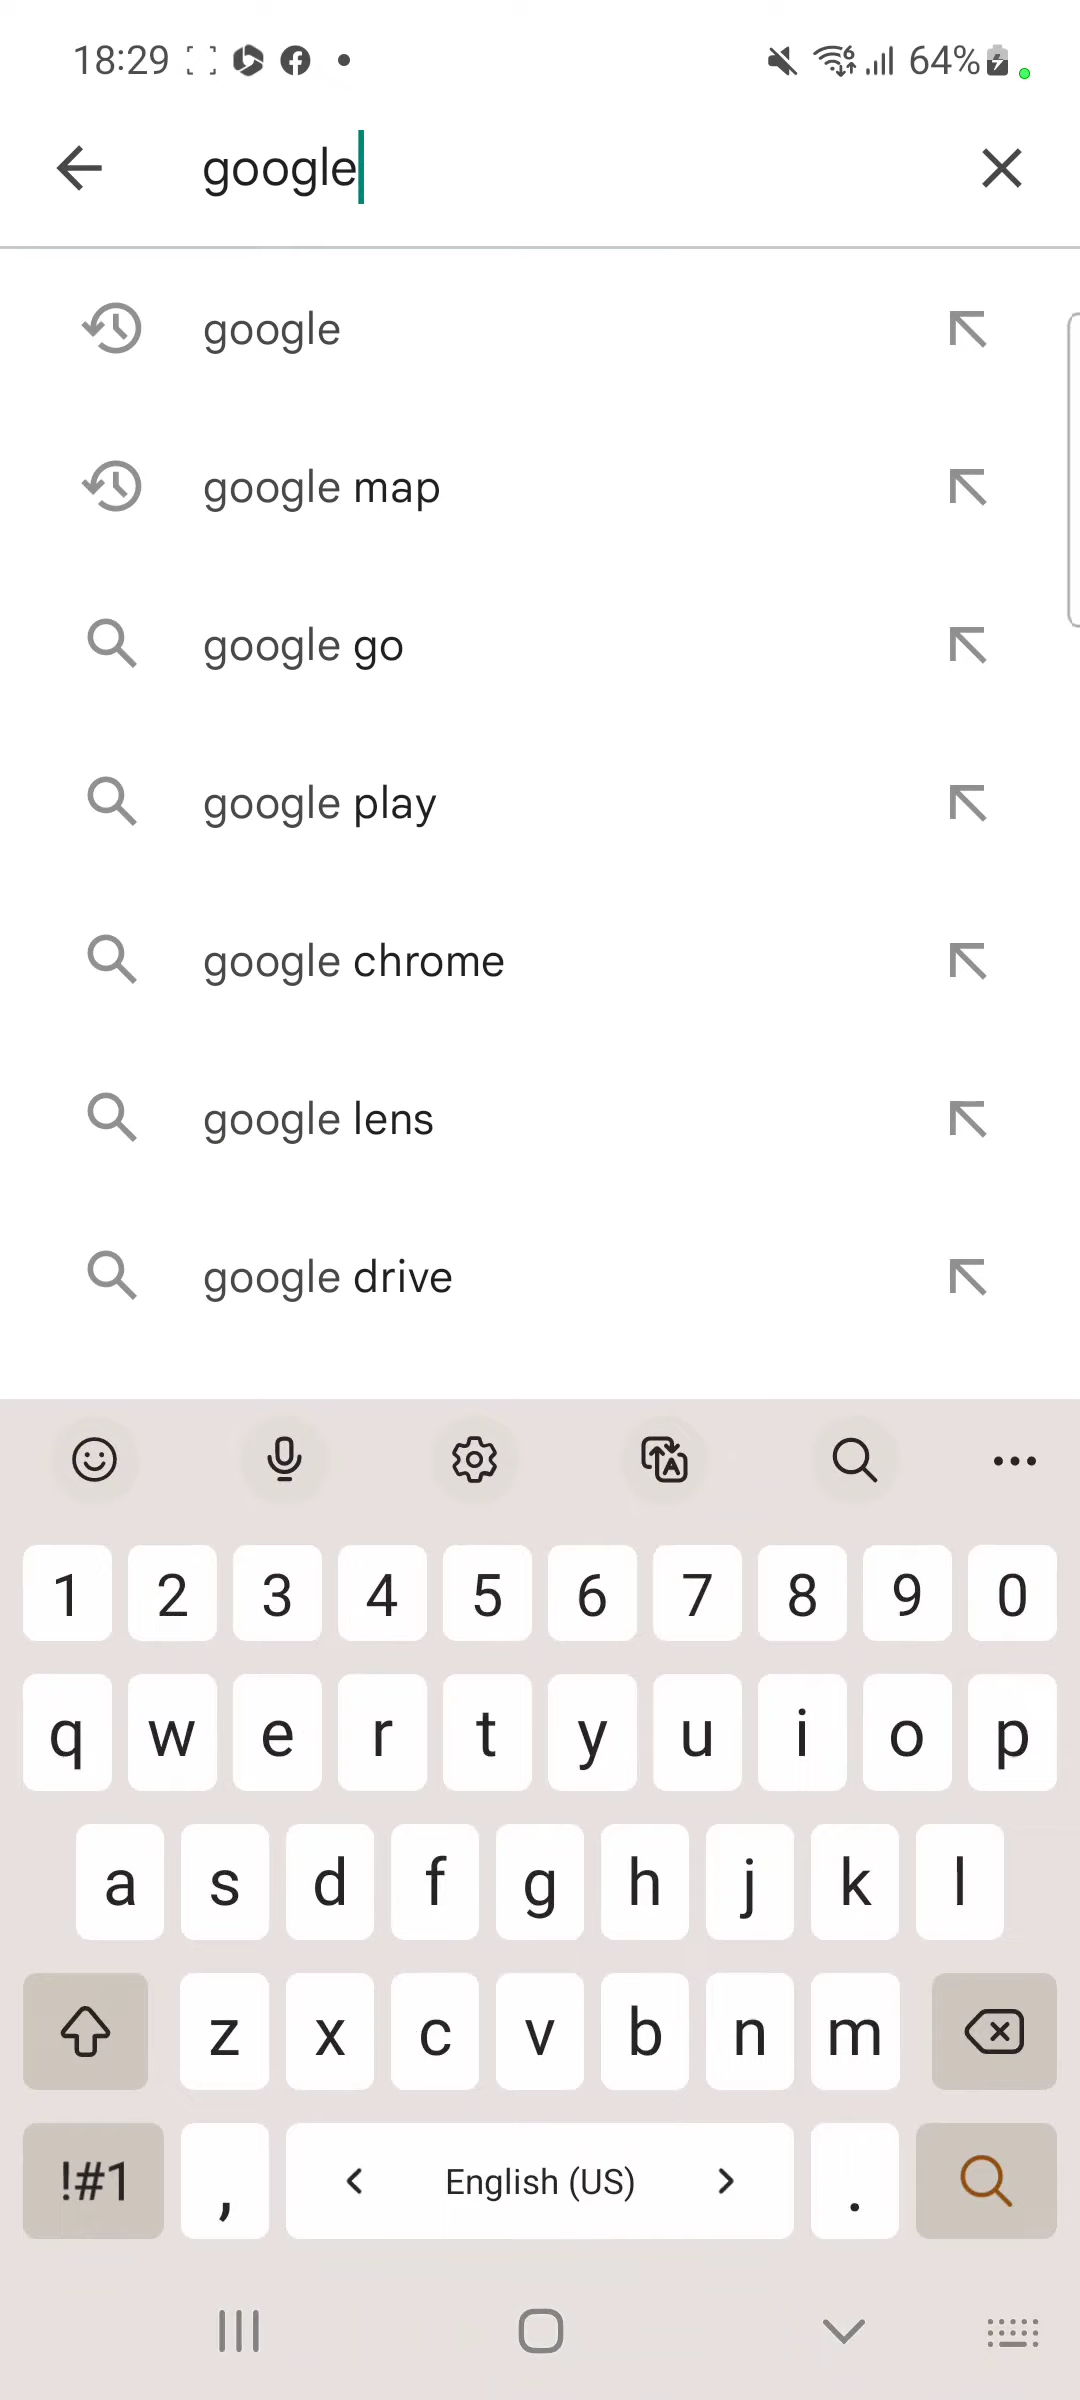 18:29 64%
google
google
google map
google go
google play
google chrome
google lens
google drive
1 2 3 4 5 6 7 8 9 0
q w e r t y u i o p
a s d f g h j k l
z x c v b n m
!#1 , < English (US) > .